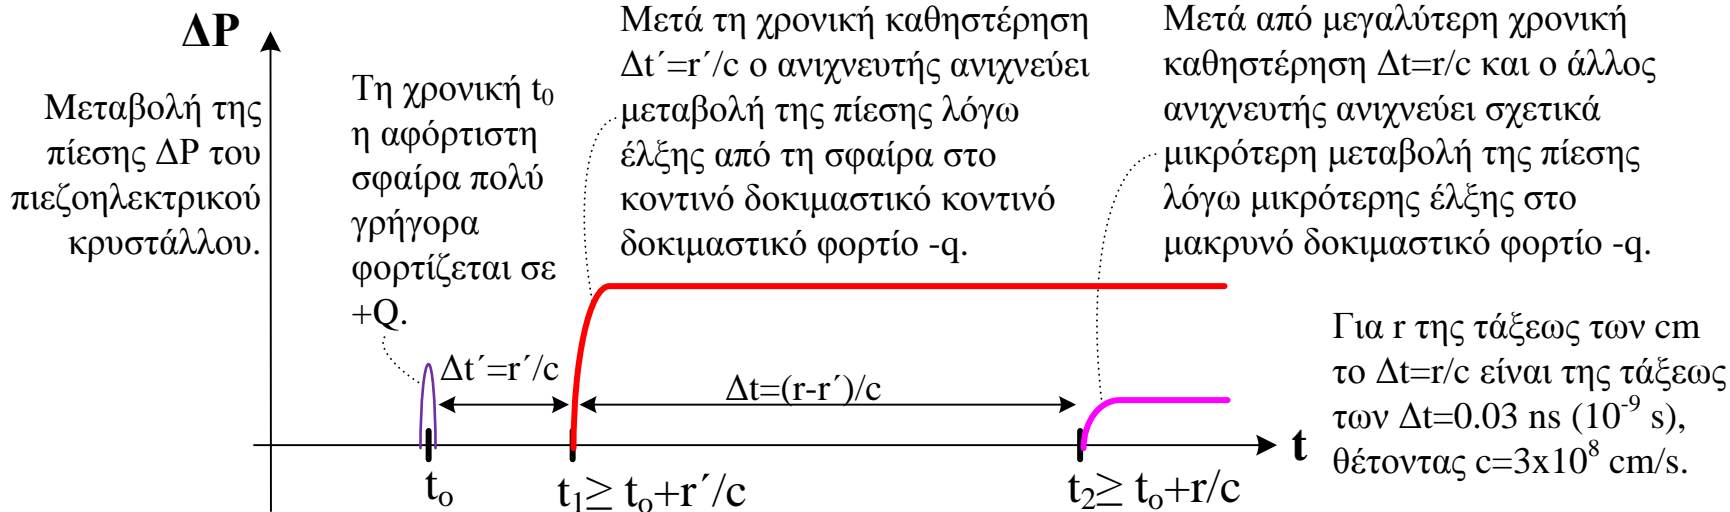 ΔP
Μεταβολή της
πίεσης ΔP του
πιεζοηλεκτρικού
κρυστάλλου.
Τη χρονική t₀
η αφόρτιστη
σφαίρα πολύ
γρήγορα
φορτίζεται σε
+Q.
Μετά τη χρονική καθηστέρηση
Δt΄=r΄/c ο ανιχνευτής ανιχνεύει
μεταβολή της πίεσης λόγω
έλξης από τη σφαίρα στο
κοντινό δοκιμαστικό κοντινό
δοκιμαστικό φορτίο -q.
Μετά από μεγαλύτερη χρονική
καθηστέρηση Δt=r/c και ο άλλος
ανιχνευτής ανιχνεύει σχετικά
μικρότερη μεταβολή της πίεσης
λόγω μικρότερης έλξης στο
μακρυνό δοκιμαστικό φορτίο -q.
Για r της τάξεως των cm
το Δt=r/c είναι της τάξεως
των Δt=0.03 ns (10⁻⁹ s),
θέτοντας c=3x10⁸ cm/s.
Δt΄=r΄/c
Δt=(r-r΄)/c
t
tₒ
t₁≥ tₒ+r΄/c
t₂≥ tₒ+r/c